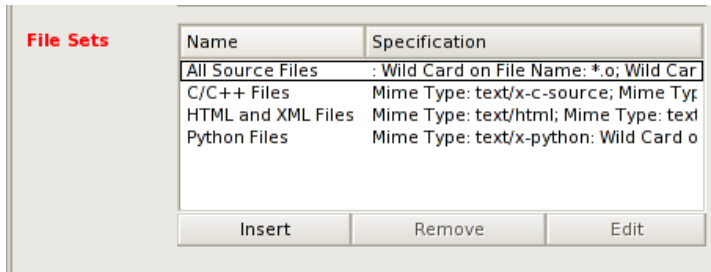 File Sets
Name Specification
All Source Files : Wild Card on File Name: *.o; Wild Car
C/C++ Files Mime Type: text/x-c-source; Mime Typ
HTML and XML Files Mime Type: text/html; Mime Type: text
Python Files Mime Type: text/x-python: Wild Card o
Insert Remove Edit